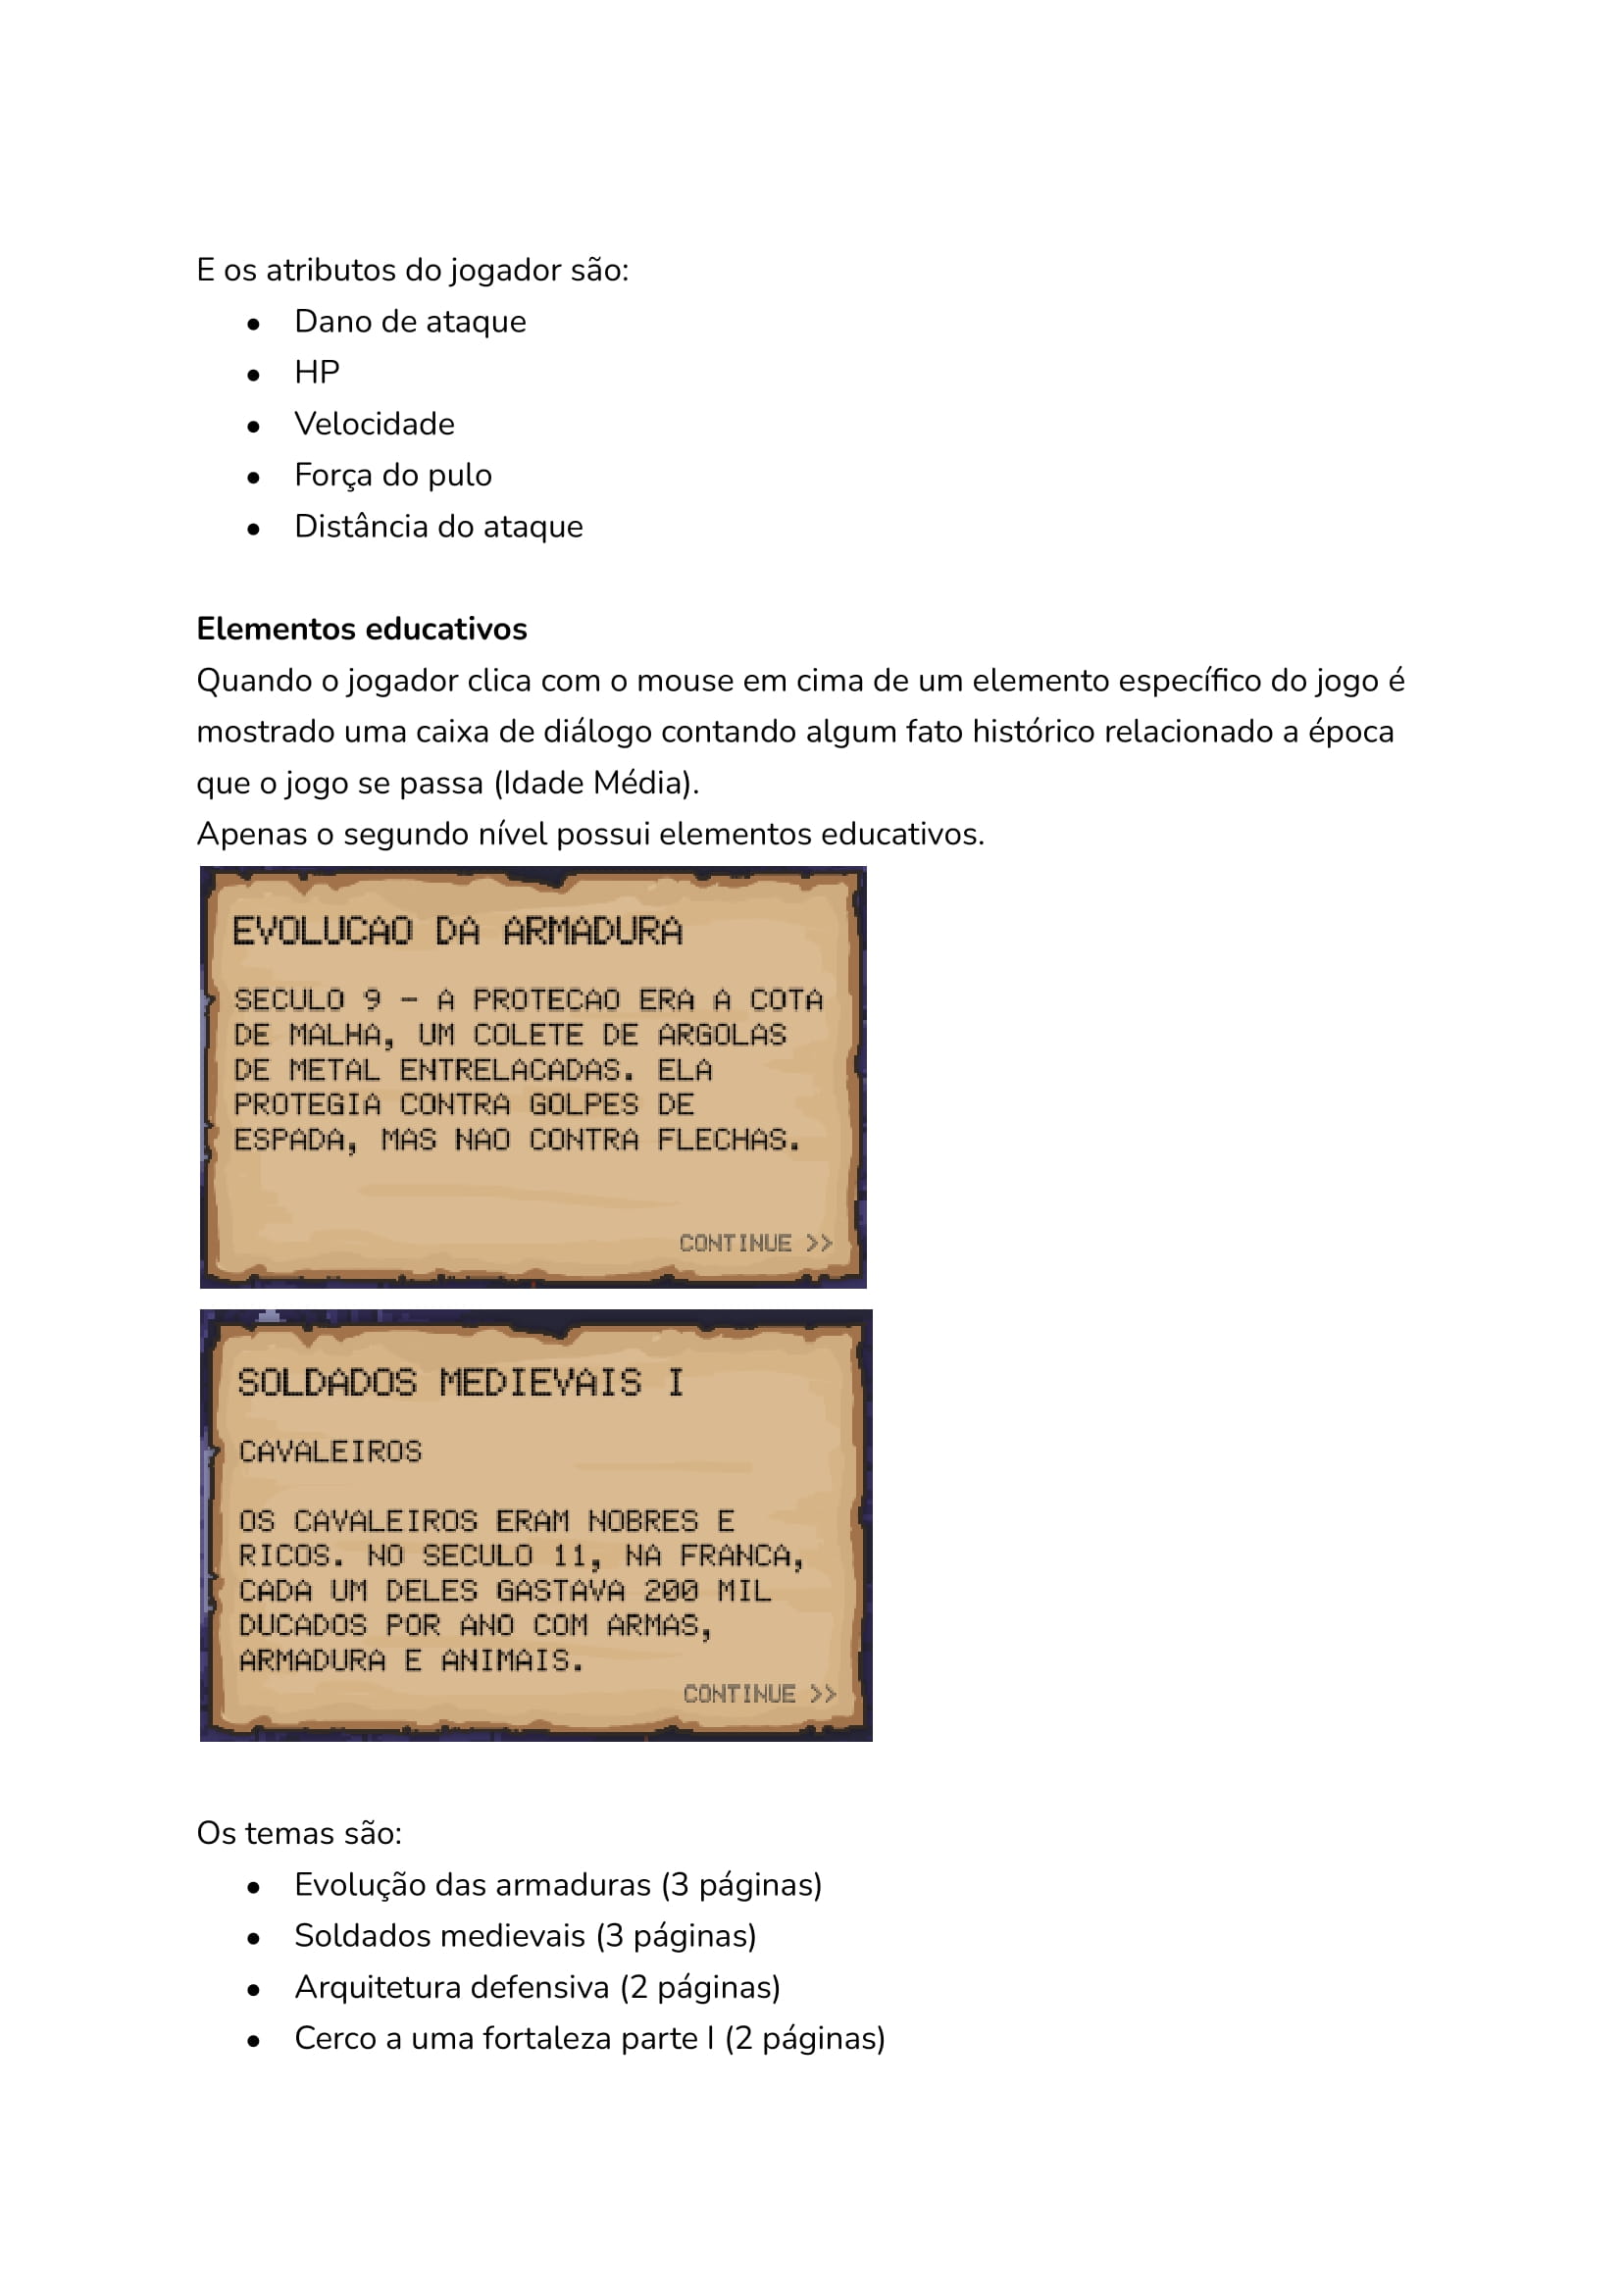 E os atributos do jogador são:
● Dano de ataque
● HP
● Velocidade
● Força do pulo
● Distância do ataque
Elementos educativos
Quando o jogador clica com o mouse em cima de um elemento específico do jogo é
mostrado uma caixa de diálogo contando algum fato histórico relacionado a época
que o jogo se passa (Idade Média).
Apenas o segundo nível possui elementos educativos.
EVOLUCAO DA ARMADURA
SECULO 9 - A PROTECAO ERA A COTA
DE MALHA, UM COLETE DE ARGOLAS
DE METAL ENTRELACADAS. ELA
PROTEGIA CONTRA GOLPES DE
ESPADA, MAS NAO CONTRA FLECHAS.
CONTINUE >>
SOLDADOS MEDIEVAIS I
CAVALEIROS
OS CAVALEIROS ERAM NOBRES E
RICOS. NO SECULO 11, NA FRANCA,
CADA UM DELES GASTAVA 200 MIL
DUCADOS POR ANO COM ARMAS,
ARMADURA E ANIMAIS.
CONTINUE >>
Os temas são:
● Evolução das armaduras (3 páginas)
● Soldados medievais (3 páginas)
● Arquitetura defensiva (2 páginas)
● Cerco a uma fortaleza parte I (2 páginas)